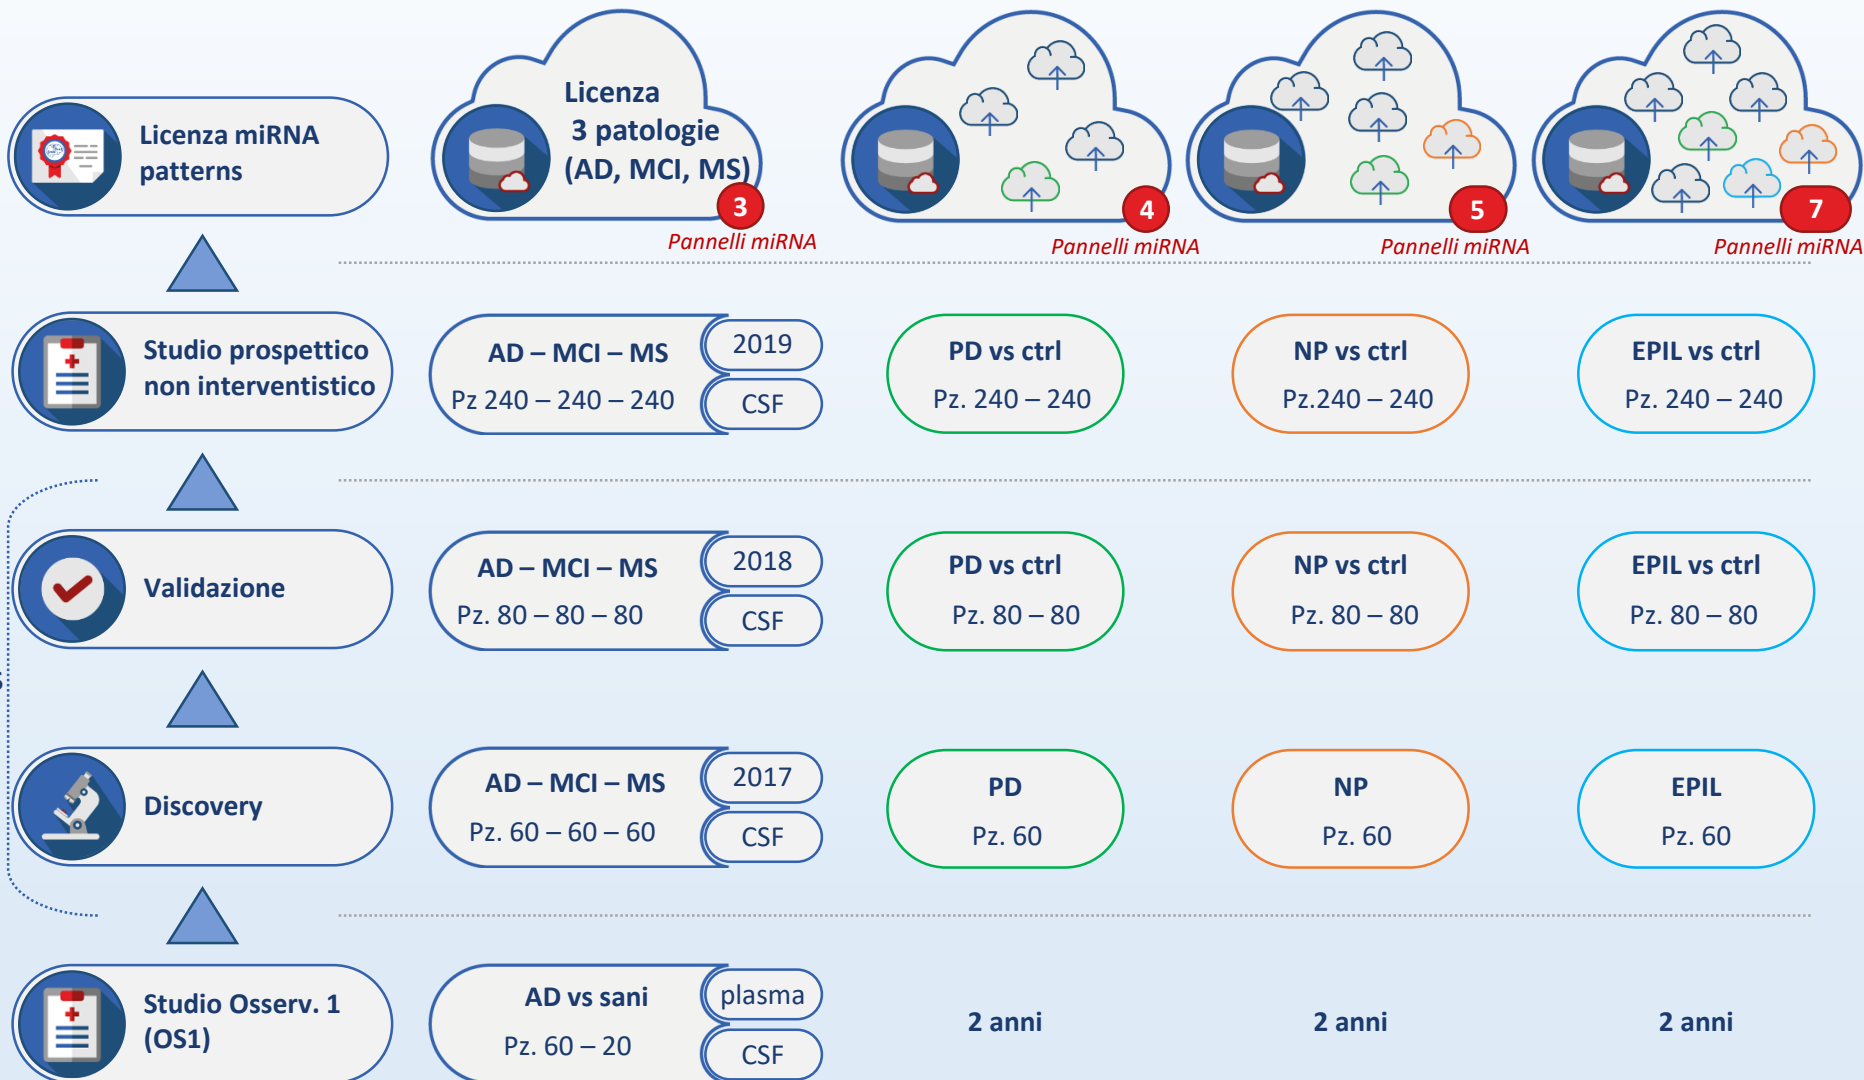 Licenza miRNA
patterns
Licenza
3 patologie
(AD, MCI, MS)
3
Pannelli miRNA
4
Pannelli miRNA
5
Pannelli miRNA
7
Pannelli miRNA
Studio prospettico
non interventistico
AD – MCI – MS
Pz 240 – 240 – 240
2019
CSF
PD vs ctrl
Pz. 240 – 240
NP vs ctrl
Pz.240 – 240
EPIL vs ctrl
Pz. 240 – 240
Validazione
AD – MCI – MS
Pz. 80 – 80 – 80
2018
CSF
PD vs ctrl
Pz. 80 – 80
NP vs ctrl
Pz. 80 – 80
EPIL vs ctrl
Pz. 80 – 80
Discovery
AD – MCI – MS
Pz. 60 – 60 – 60
2017
CSF
PD
Pz. 60
NP
Pz. 60
EPIL
Pz. 60
Studio Osserv. 1
(OS1)
AD vs sani
Pz. 60 – 20
plasma
CSF
2 anni
2 anni
2 anni